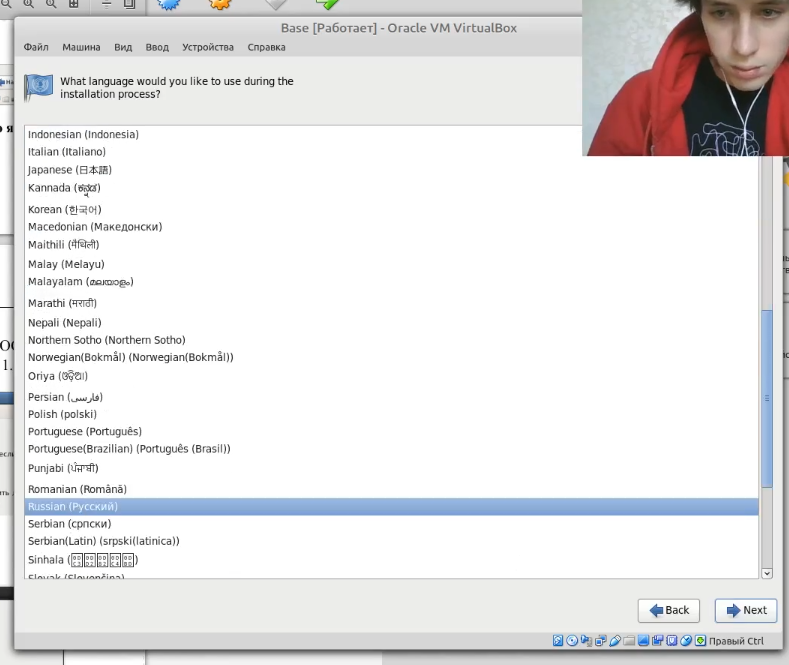 Base [Работает] - Oracle VM VirtualBox
Файл Машина Вид Ввод Устройства Справка
What language would you like to use during the
installation process?
Indonesian (Indonesia)
Italian (Italiano)
Japanese (日本語)
Kannada (ಕನ್ನಡ)
Korean (한국어)
Macedonian (Македонски)
Maithili (मैथिली)
Malay (Melayu)
Malayalam (മലയാളം)
Marathi (मराठी)
Nepali (Nepali)
Northern Sotho (Northern Sotho)
Norwegian(Bokmål) (Norwegian(Bokmål))
Oriya (ଓଡ଼ିଆ)
Persian (فارسی)
Polish (polski)
Portuguese (Português)
Portuguese(Brazilian) (Português (Brasil))
Punjabi (ਪੰਜਾਬੀ)
Romanian (Română)
Russian (Русский)
Serbian (српски)
Serbian(Latin) (srpski(latinica))
Sinhala (
Slovak (Slovenčina)
Back Next
Правый Ctrl